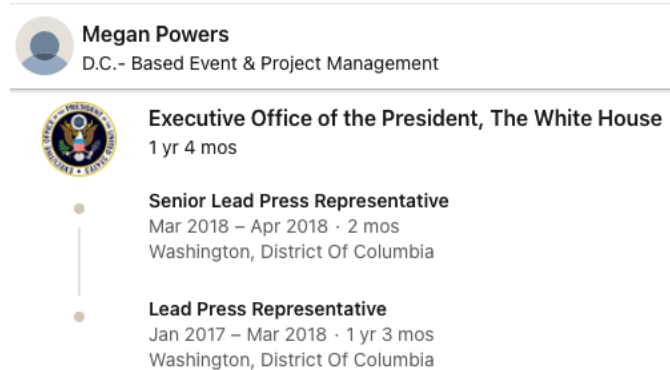 Megan Powers
D.C.- Based Event & Project Management
Executive Office of the President, The White House
1 yr 4 mos
Senior Lead Press Representative
Mar 2018 – Apr 2018 · 2 mos
Washington, District Of Columbia
Lead Press Representative
Jan 2017 – Mar 2018 · 1 yr 3 mos
Washington, District Of Columbia